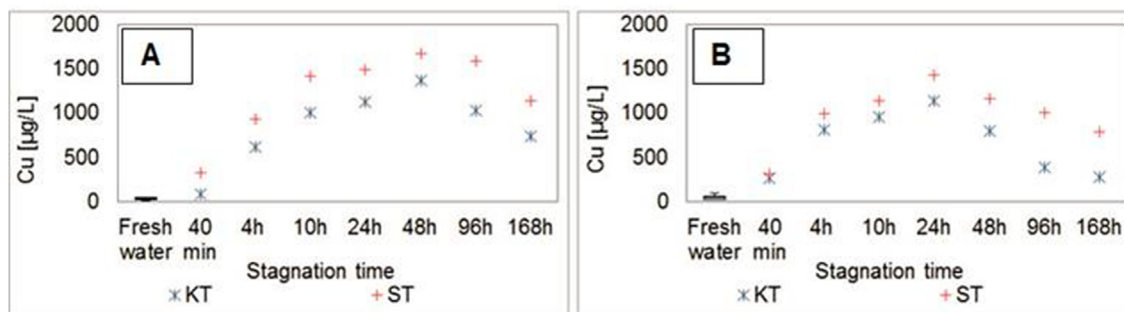 A
Cu [µg/L]
2000
1500
1000
500
0
Fresh water
40 min
4h
10h
24h
48h
96h
168h
Stagnation time
KT
ST
B
Cu [µg/L]
2000
1500
1000
500
0
Fresh water
40 min
4h
10h
24h
48h
96h
168h
Stagnation time
KT
ST